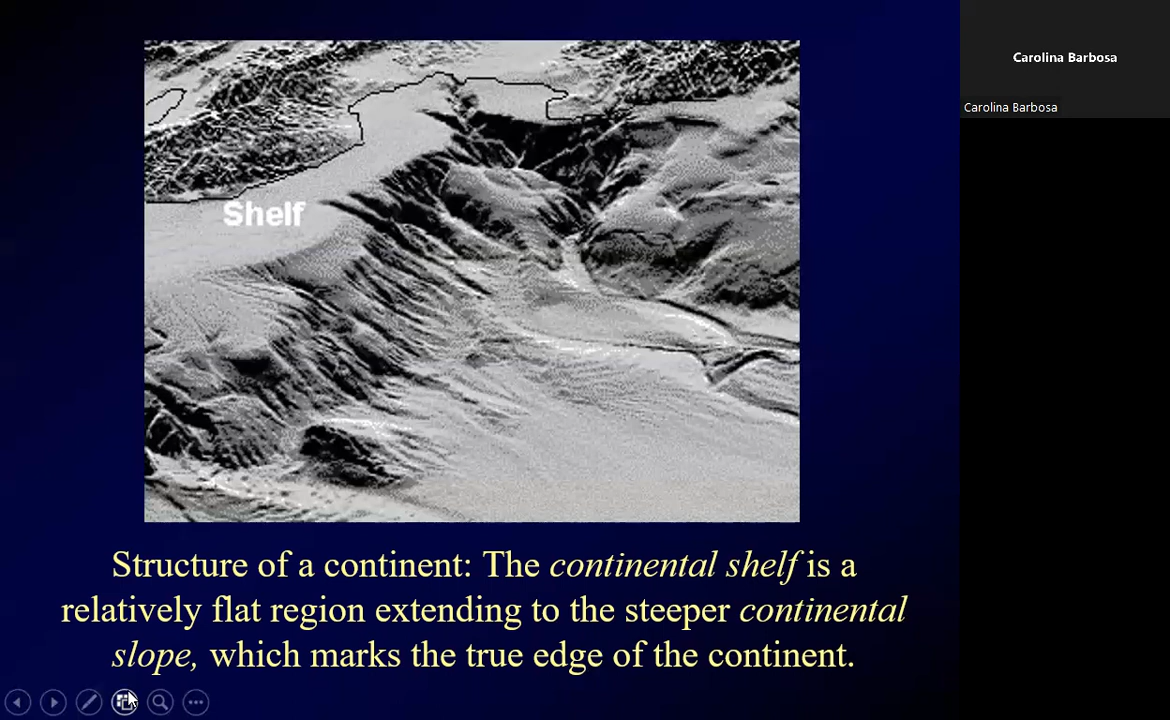 Carolina Barbosa
Carolina Barbosa
Shelf
Structure of a continent: The continental shelf is a
relatively flat region extending to the steeper continental
slope, which marks the true edge of the continent.